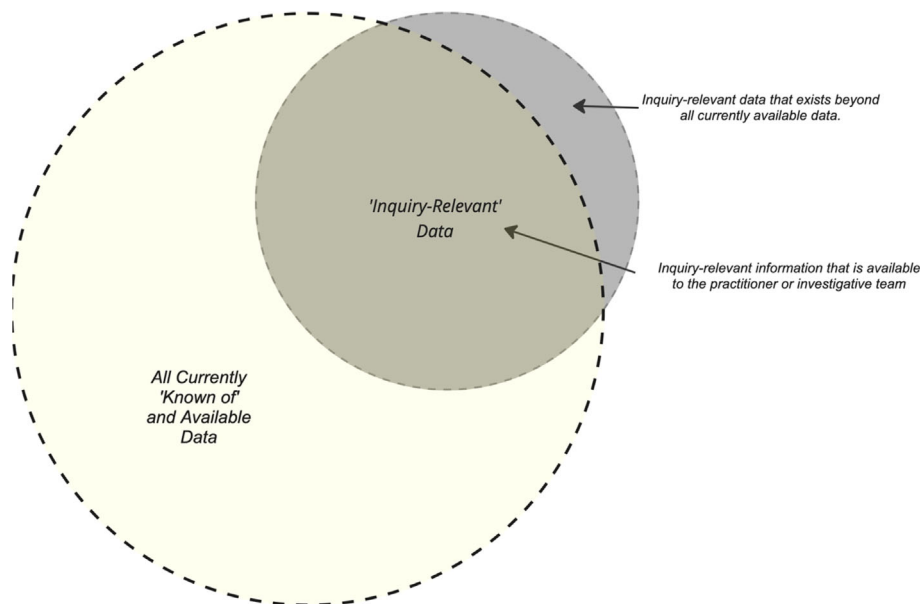 Inquiry-relevant data that exists beyond
all currently available data.
'Inquiry-Relevant'
Data
Inquiry-relevant information that is available
to the practitioner or investigative team
All Currently
'Known of'
and Available
Data